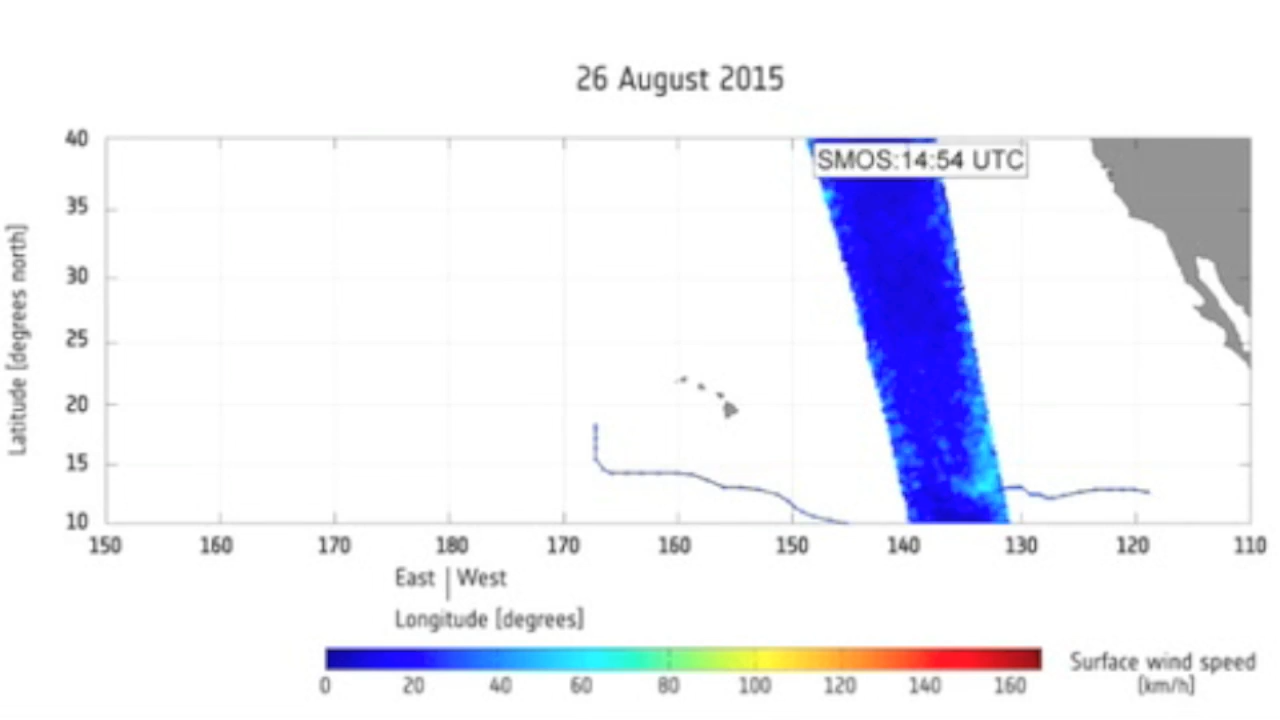 26 August 2015
SMOS:14:54 UTC
Latitude [degrees north]
40
35
30
25
20
15
10
150 160 170 180 170 160 150 140 130 120 110
East | West
Longitude [degrees]
0 20 40 60 80 100 120 140 160
Surface wind speed
[km/h]